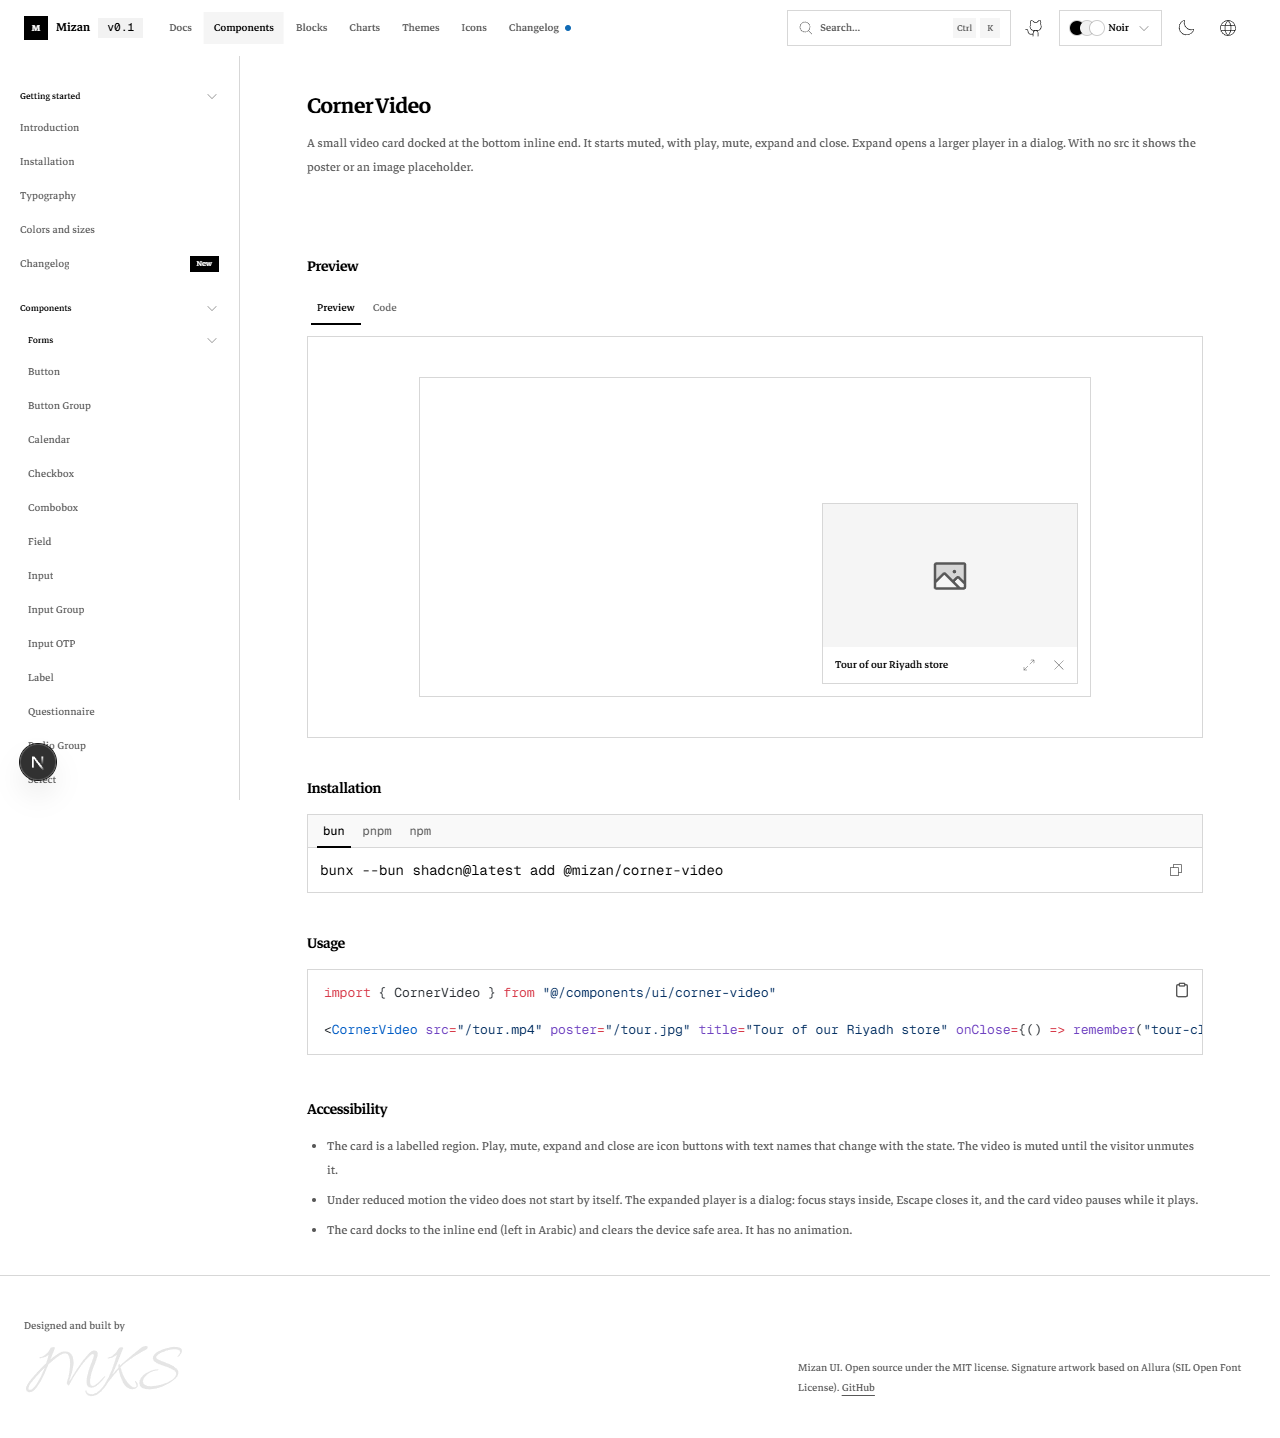 M Mizan v0.1 Docs Components Blocks Charts Themes Icons Changelog Search... Ctrl K Noir
Getting started
Introduction
Installation
Typography
Colors and sizes
Changelog New
Components
Forms
Button
Button Group
Calendar
Checkbox
Combobox
Field
Input
Input Group
Input OTP
Label
Questionnaire
Group
Select
N
Corner Video
A small video card docked at the bottom inline end. It starts muted, with play, mute, expand and close. Expand opens a larger player in a dialog. With no src it shows the
poster or an image placeholder.
Preview
Preview Code
Tour of our Riyadh store
Installation
bun pnpm npm
bunx --bun shadcn@latest add @mizan/corner-video
Usage
import { CornerVideo } from "@/components/ui/corner-video"
<CornerVideo src="/tour.mp4" poster="/tour.jpg" title="Tour of our Riyadh store" onClose={() => remember("tour-cl
Accessibility
• The card is a labelled region. Play, mute, expand and close are icon buttons with text names that change with the state. The video is muted until the visitor unmutes
it.
• Under reduced motion the video does not start by itself. The expanded player is a dialog: focus stays inside, Escape closes it, and the card video pauses while it plays.
• The card docks to the inline end (left in Arabic) and clears the device safe area. It has no animation.
Designed and built by
MKS
Mizan UI. Open source under the MIT license. Signature artwork based on Allura (SIL Open Font
License). GitHub